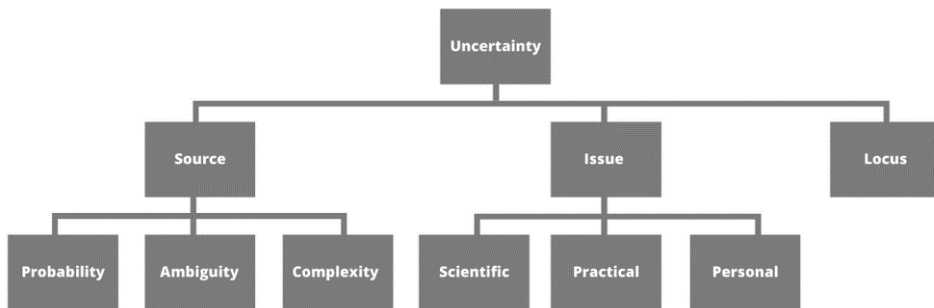 Uncertainty
Source
Issue
Locus
Probability
Ambiguity
Complexity
Scientific
Practical
Personal